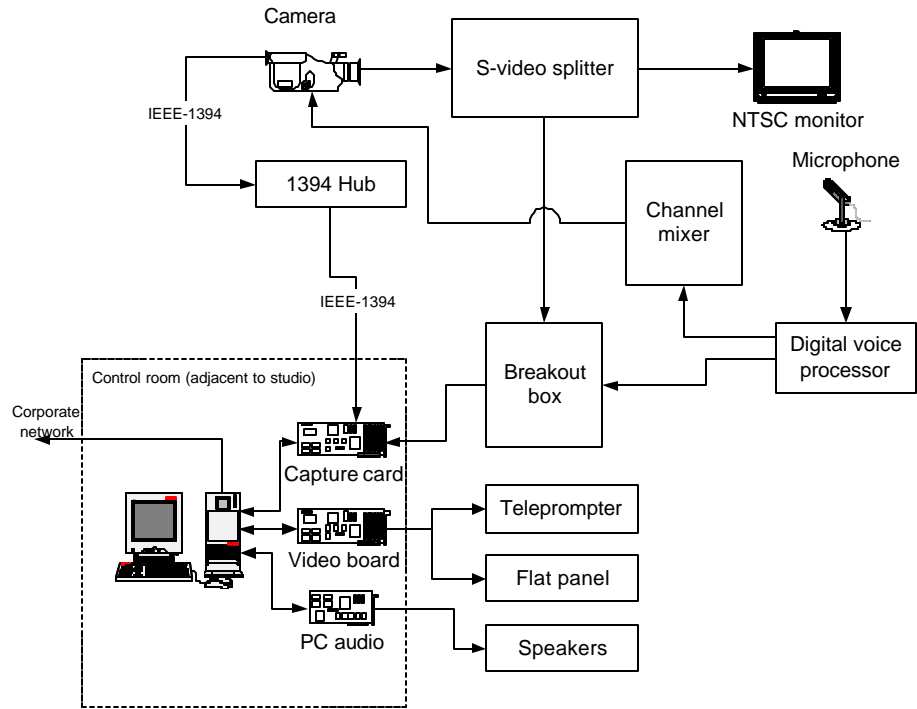 Camera
S-video splitter
NTSC monitor
IEEE-1394
Microphone
1394 Hub
Channel
mixer
IEEE-1394
Digital voice
processor
Breakout
box
Control room (adjacent to studio)
Corporate
network
Capture card
Teleprompter
Video board
Flat panel
PC audio
Speakers